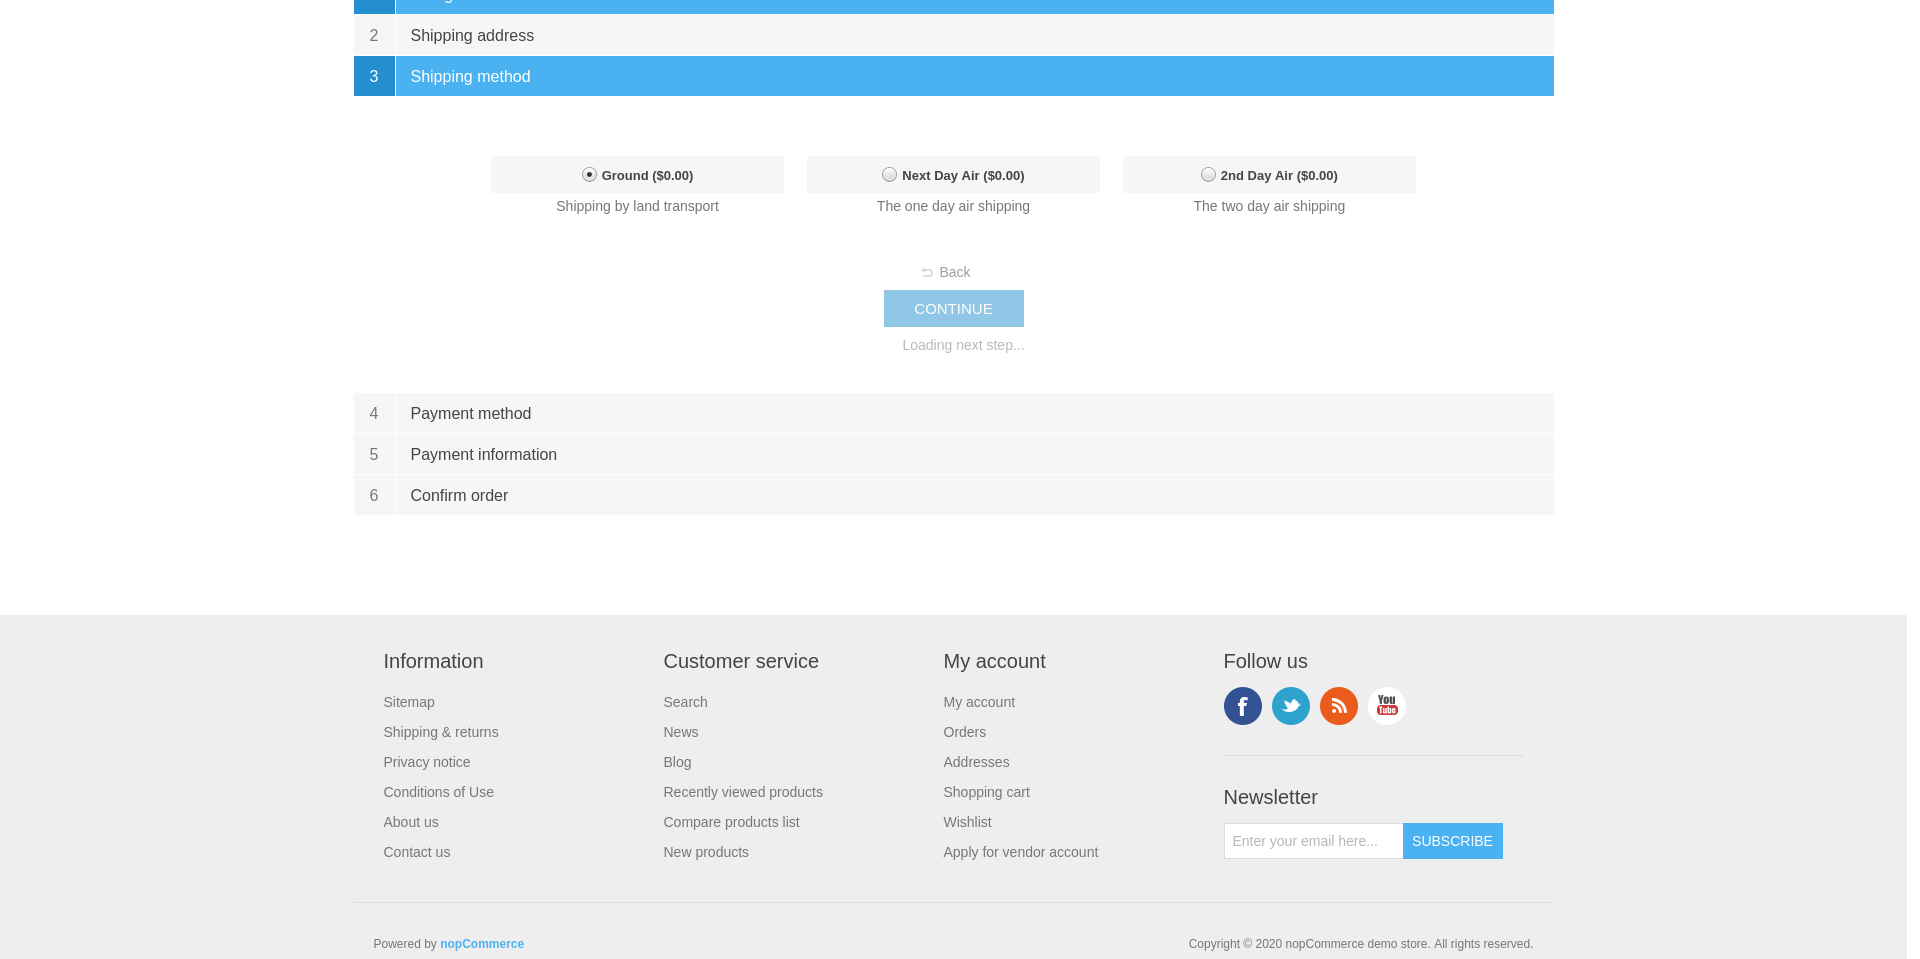 2 Shipping address
3 Shipping method
Ground ($0.00) Next Day Air ($0.00) 2nd Day Air ($0.00)
Shipping by land transport The one day air shipping The two day air shipping
Back
CONTINUE
Loading next step...
4 Payment method
5 Payment information
6 Confirm order
Information
Sitemap
Shipping & returns
Privacy notice
Conditions of Use
About us
Contact us
Customer service
Search
News
Blog
Recently viewed products
Compare products list
New products
My account
My account
Orders
Addresses
Shopping cart
Wishlist
Apply for vendor account
Follow us
f
You
Tube
Newsletter
Enter your email here... SUBSCRIBE
Powered by nopCommerce
Copyright © 2020 nopCommerce demo store. All rights reserved.